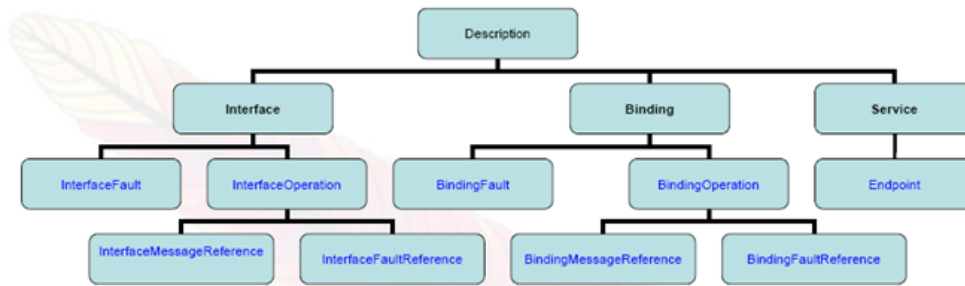 Description
Interface
Binding
Service
InterfaceFault
InterfaceOperation
BindingFault
BindingOperation
Endpoint
InterfaceMessageReference
InterfaceFaultReference
BindingMessageReference
BindingFaultReference